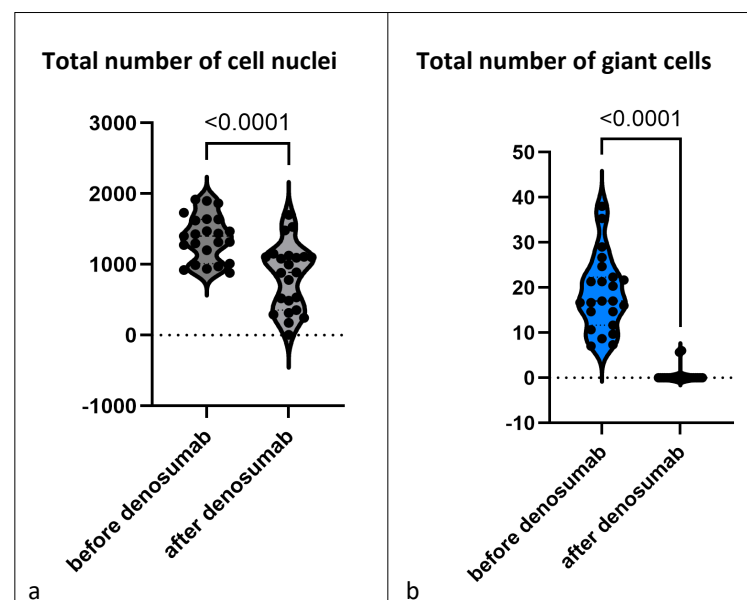 Total number of cell nuclei
<0.0001
3000
2000
1000
0
-1000
before denosumab
after denosumab
a
Total number of giant cells
<0.0001
50
40
30
20
10
0
-10
before denosumab
after denosumab
b